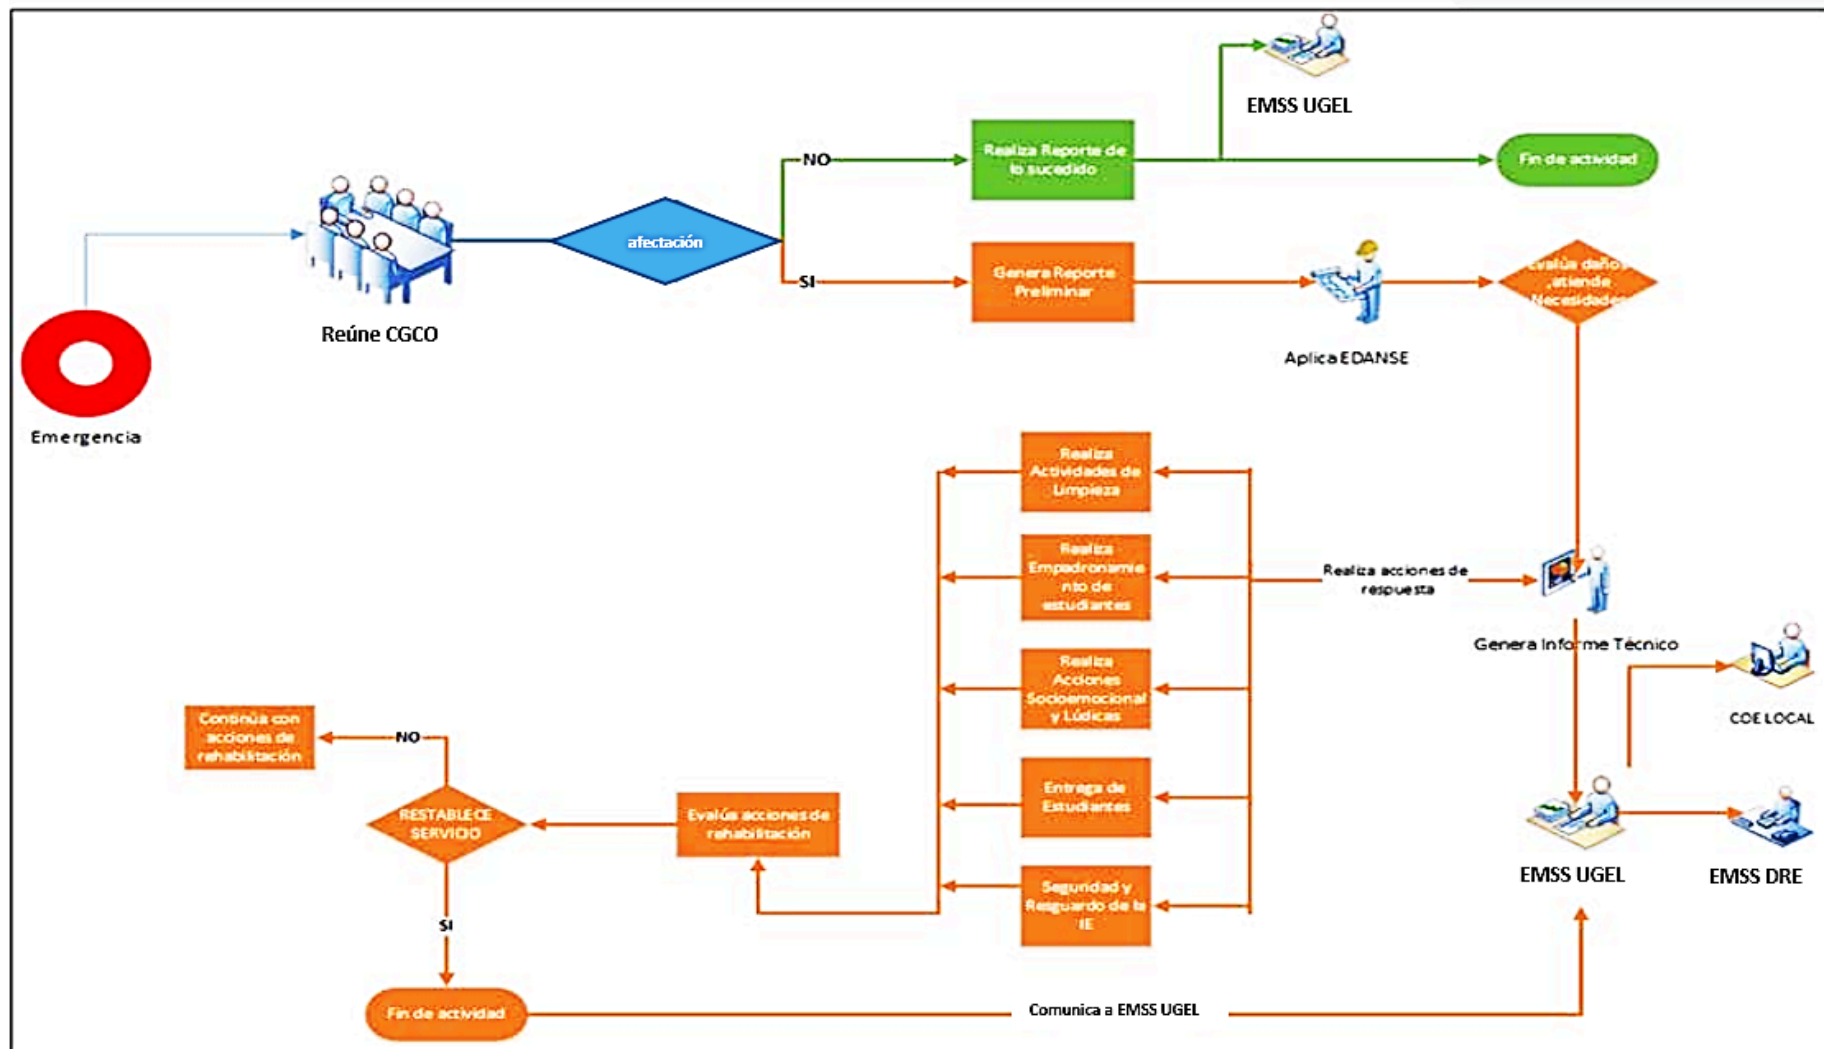 EMSS UGEL
NO
Realiza Reporte de
lo sucedido
Fin de actividad
afectación
SI
Genera Reporte
Preliminar
Aplica EDANSE
Evalúa daños
,atiende
Necesidades
Reúne CGCO
Emergencia
Realiza
Actividades de
Limpieza
Realiza
Empadronamie
nto de
estudiantes
Realiza acciones de
respuesta
Genera Informe Técnico
Realiza
Acciones
Socioemocional
y Lúdicas
COE LOCAL
Continúa con
acciones de
rehabilitación
NO
RESTABLECE
SERVICIO
Evalúa acciones de
rehabilitación
Entrega de
Estudiantes
EMSS UGEL
EMSS DRE
Seguridad y
Resguardo de la
IE
SI
Fin de actividad
Comunica a EMSS UGEL